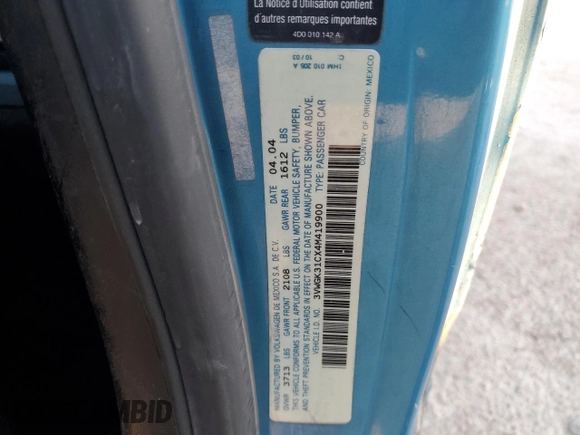 La Notice d'Utilisation contient
d'autres remarques importantes
4D0 010 142 A
MANUFACTURED BY VOLKSWAGEN DE MEXICO S.A. DE C.V. DATE 04.04
GVWR 3713 LBS GAWR FRONT 2108 LBS GAWR REAR 1612 LBS
THIS VEHICLE CONFORMS TO ALL U.S. FEDERAL MOTOR VEHICLE SAFETY, BUMPER,
AND THEFT PREVENTION STANDARDS IN EFFECT ON THE DATE OF MANUFACTURE SHOWN ABOVE.
VEHICLE I.D. NO. 3VWGK31CX4M419900 TYPE: PASSENGER CAR
COUNTRY OF ORIGIN: MEXICO
1HM 010 205 A
10/03
BID